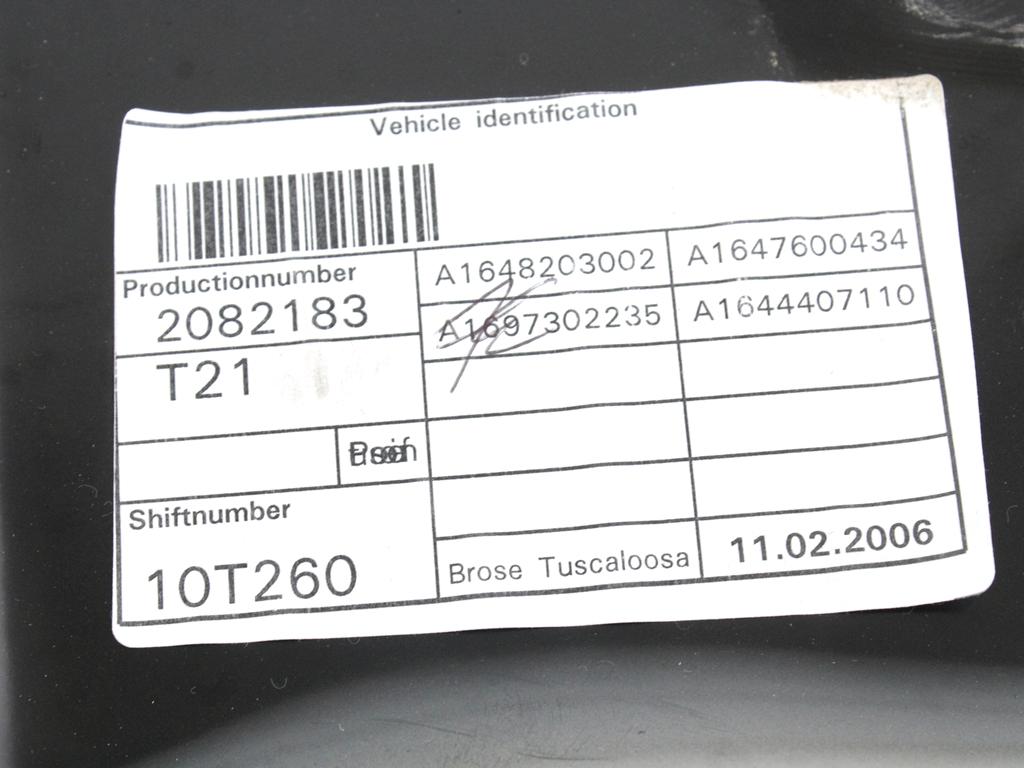 Vehicle identification
Productionnumber
2082183
A1648203002
A1647600434
A1697302235
A1644407110
T21
Shiftnumber
10T260
Brose Tuscaloosa
11.02.2006